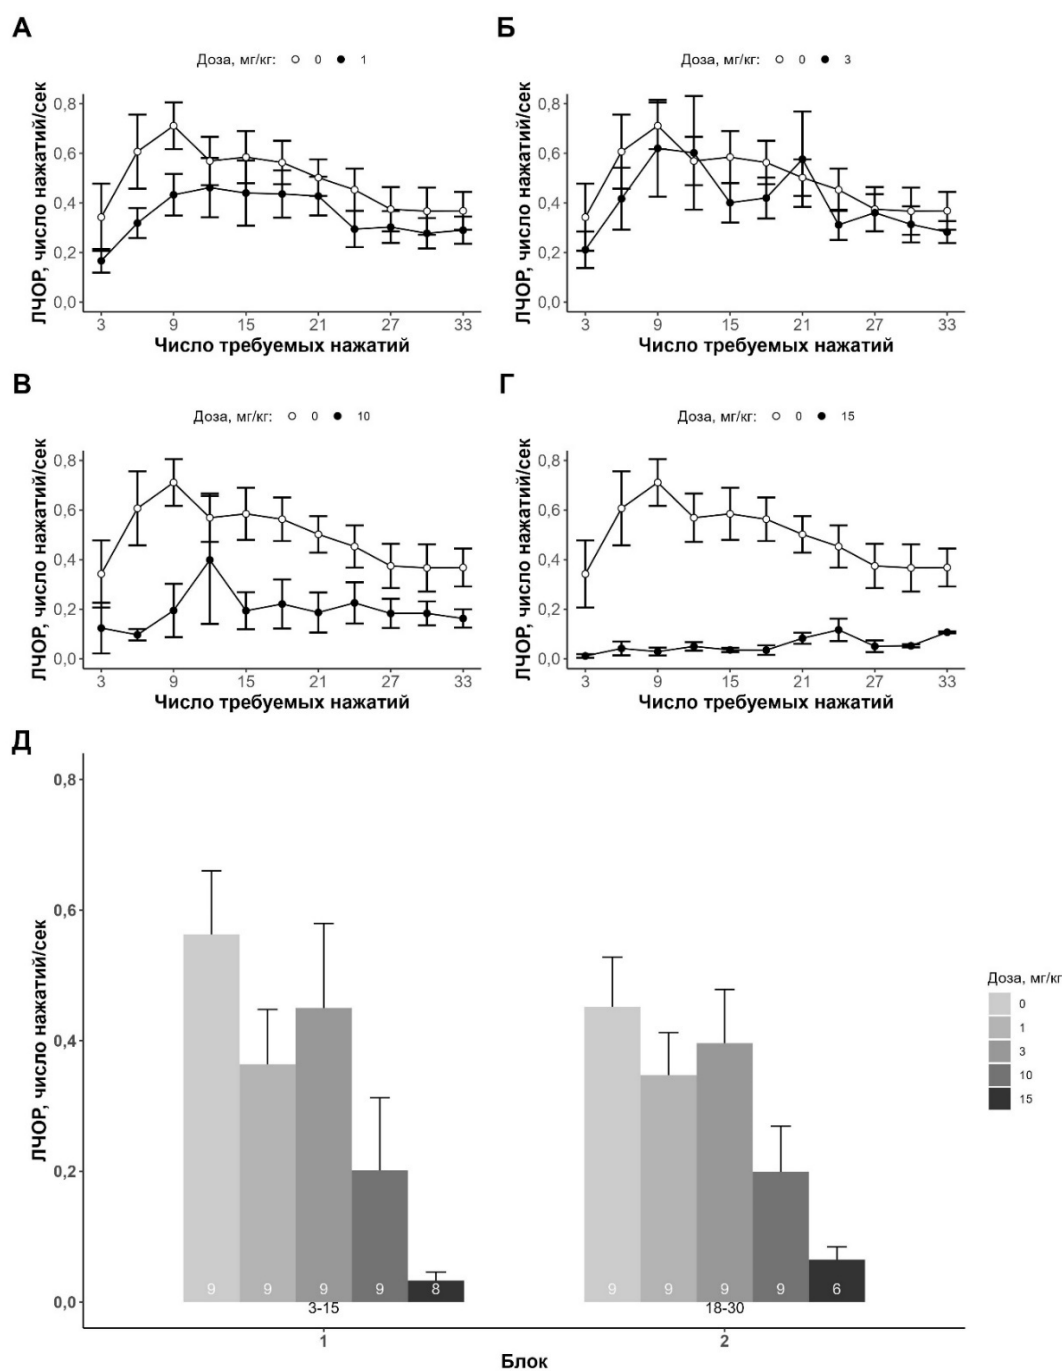 А
Доза, мг/кг: 0 1
ЛЧОР, число нажатий/сек
0,8
0,6
0,4
0,2
0,0
3 9 15 21 27 33
Число требуемых нажатий
Б
Доза, мг/кг: 0 3
ЛЧОР, число нажатий/сек
0,8
0,6
0,4
0,2
0,0
3 9 15 21 27 33
Число требуемых нажатий
В
Доза, мг/кг: 0 10
ЛЧОР, число нажатий/сек
0,8
0,6
0,4
0,2
0,0
3 9 15 21 27 33
Число требуемых нажатий
Г
Доза, мг/кг: 0 15
ЛЧОР, число нажатий/сек
0,8
0,6
0,4
0,2
0,0
3 9 15 21 27 33
Число требуемых нажатий
Д
ЛЧОР, число нажатий/сек
0,8
0,6
0,4
0,2
0,0
9 9 9 9 8
9 9 9 9 6
3-15
18-30
1 2
Блок
Доза, мг/кг
0
1
3
10
15